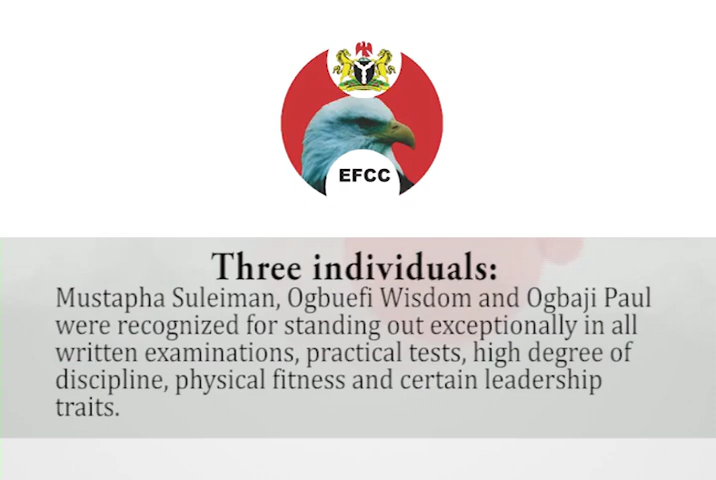 EFCC
Three individuals:
Mustapha Suleiman, Ogbuefi Wisdom and Ogbaji Paul
were recognized for standing out exceptionally in all
written examinations, practical tests, high degree of
discipline, physical fitness and certain leadership
traits.